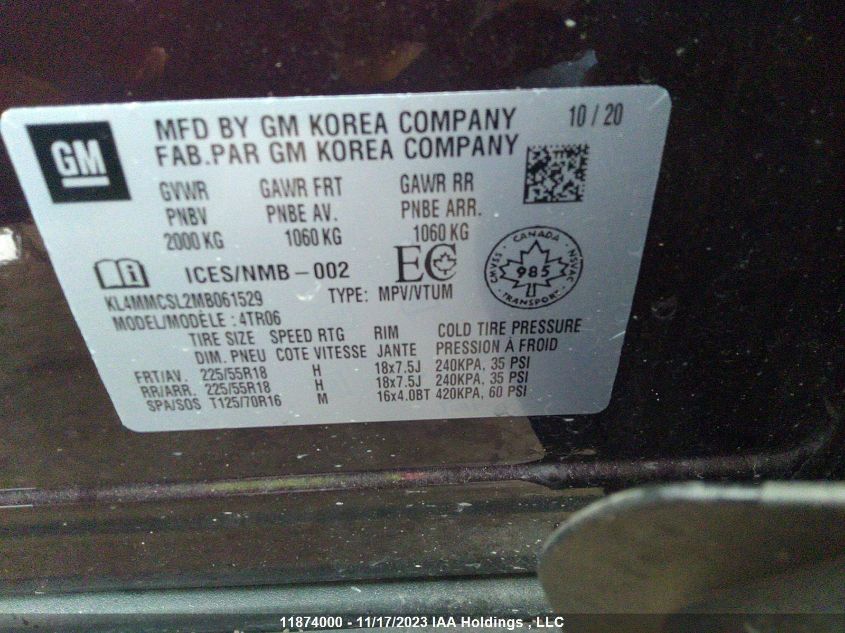 GM
MFD BY GM KOREA COMPANY 10 / 20
FAB.PAR GM KOREA COMPANY
GVWR GAWR FRT GAWR RR
PNBV PNBE AV. PNBE ARR.
2000 KG 1060 KG 1060 KG
ICES/NMB - 002 EC
CANADA CMVSS NSVAC 985 TRANSPORT
KL4MMCSL2MB061529 TYPE: MPV/VTUM
MODEL/MODÈLE : 4TR06
TIRE SIZE SPEED RTG RIM COLD TIRE PRESSURE
DIM. PNEU COTE VITESSE JANTE PRESSION À FROID
FRT/AV. 225/55R18 H 18x7.5J 240KPA, 35 PSI
RR/ARR. 225/55R18 H 18x7.5J 240KPA, 35 PSI
SPA/SOS T125/70R16 M 16x4.0BT 420KPA, 60 PSI
11874000 - 11/17/2023 IAA Holdings , LLC